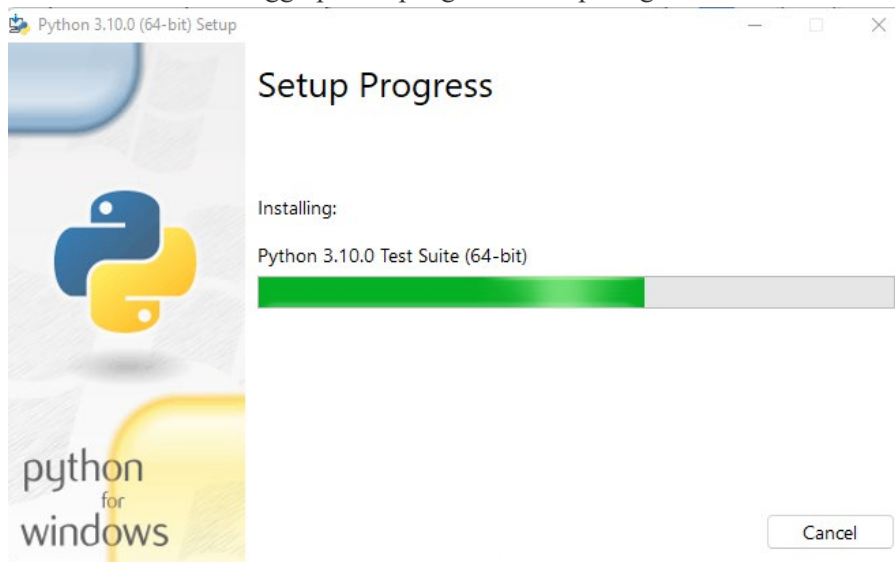 Python 3.10.0 (64-bit) Setup
Setup Progress
Installing:
Python 3.10.0 Test Suite (64-bit)
python
for
windows
Cancel